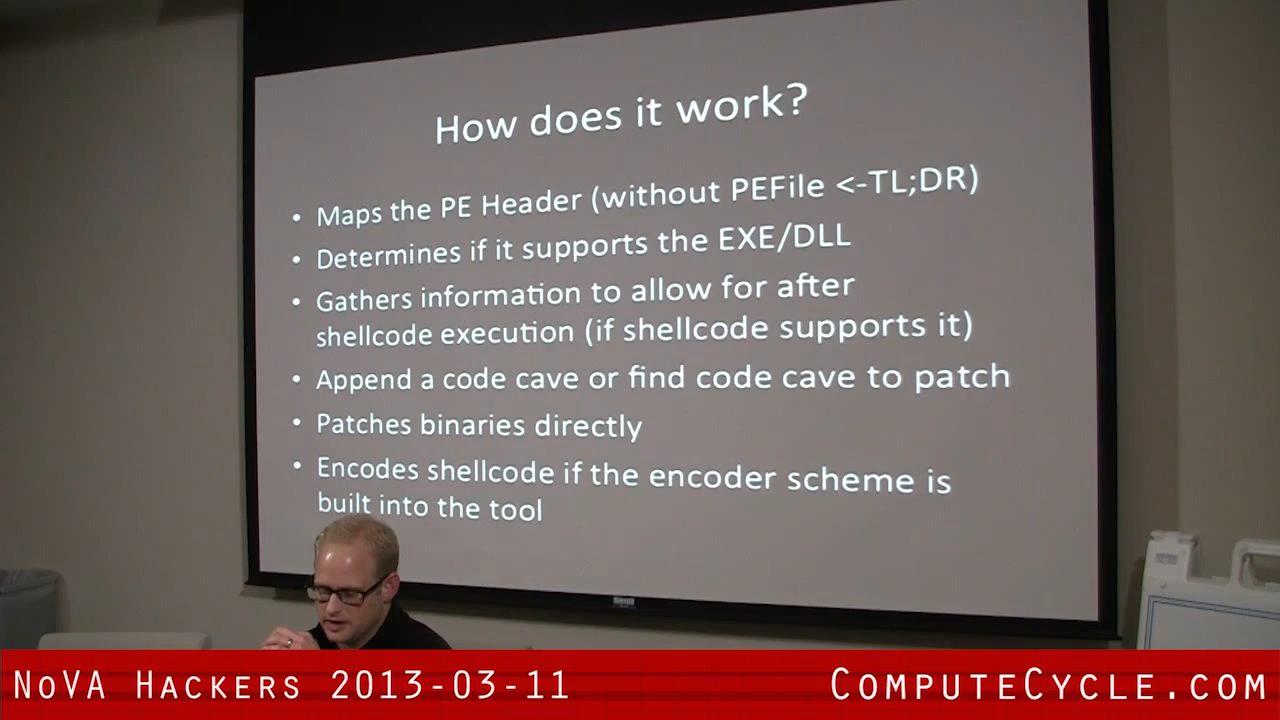 How does it work?
• Maps the PE Header (without PEFile <-TL;DR)
• Determines if it supports the EXE/DLL
• Gathers information to allow for after
shellcode execution (if shellcode supports it)
• Append a code cave or find code cave to patch
• Patches binaries directly
• Encodes shellcode if the encoder scheme is
built into the tool
NoVA Hackers 2013-03-11
ComputeCycle.com